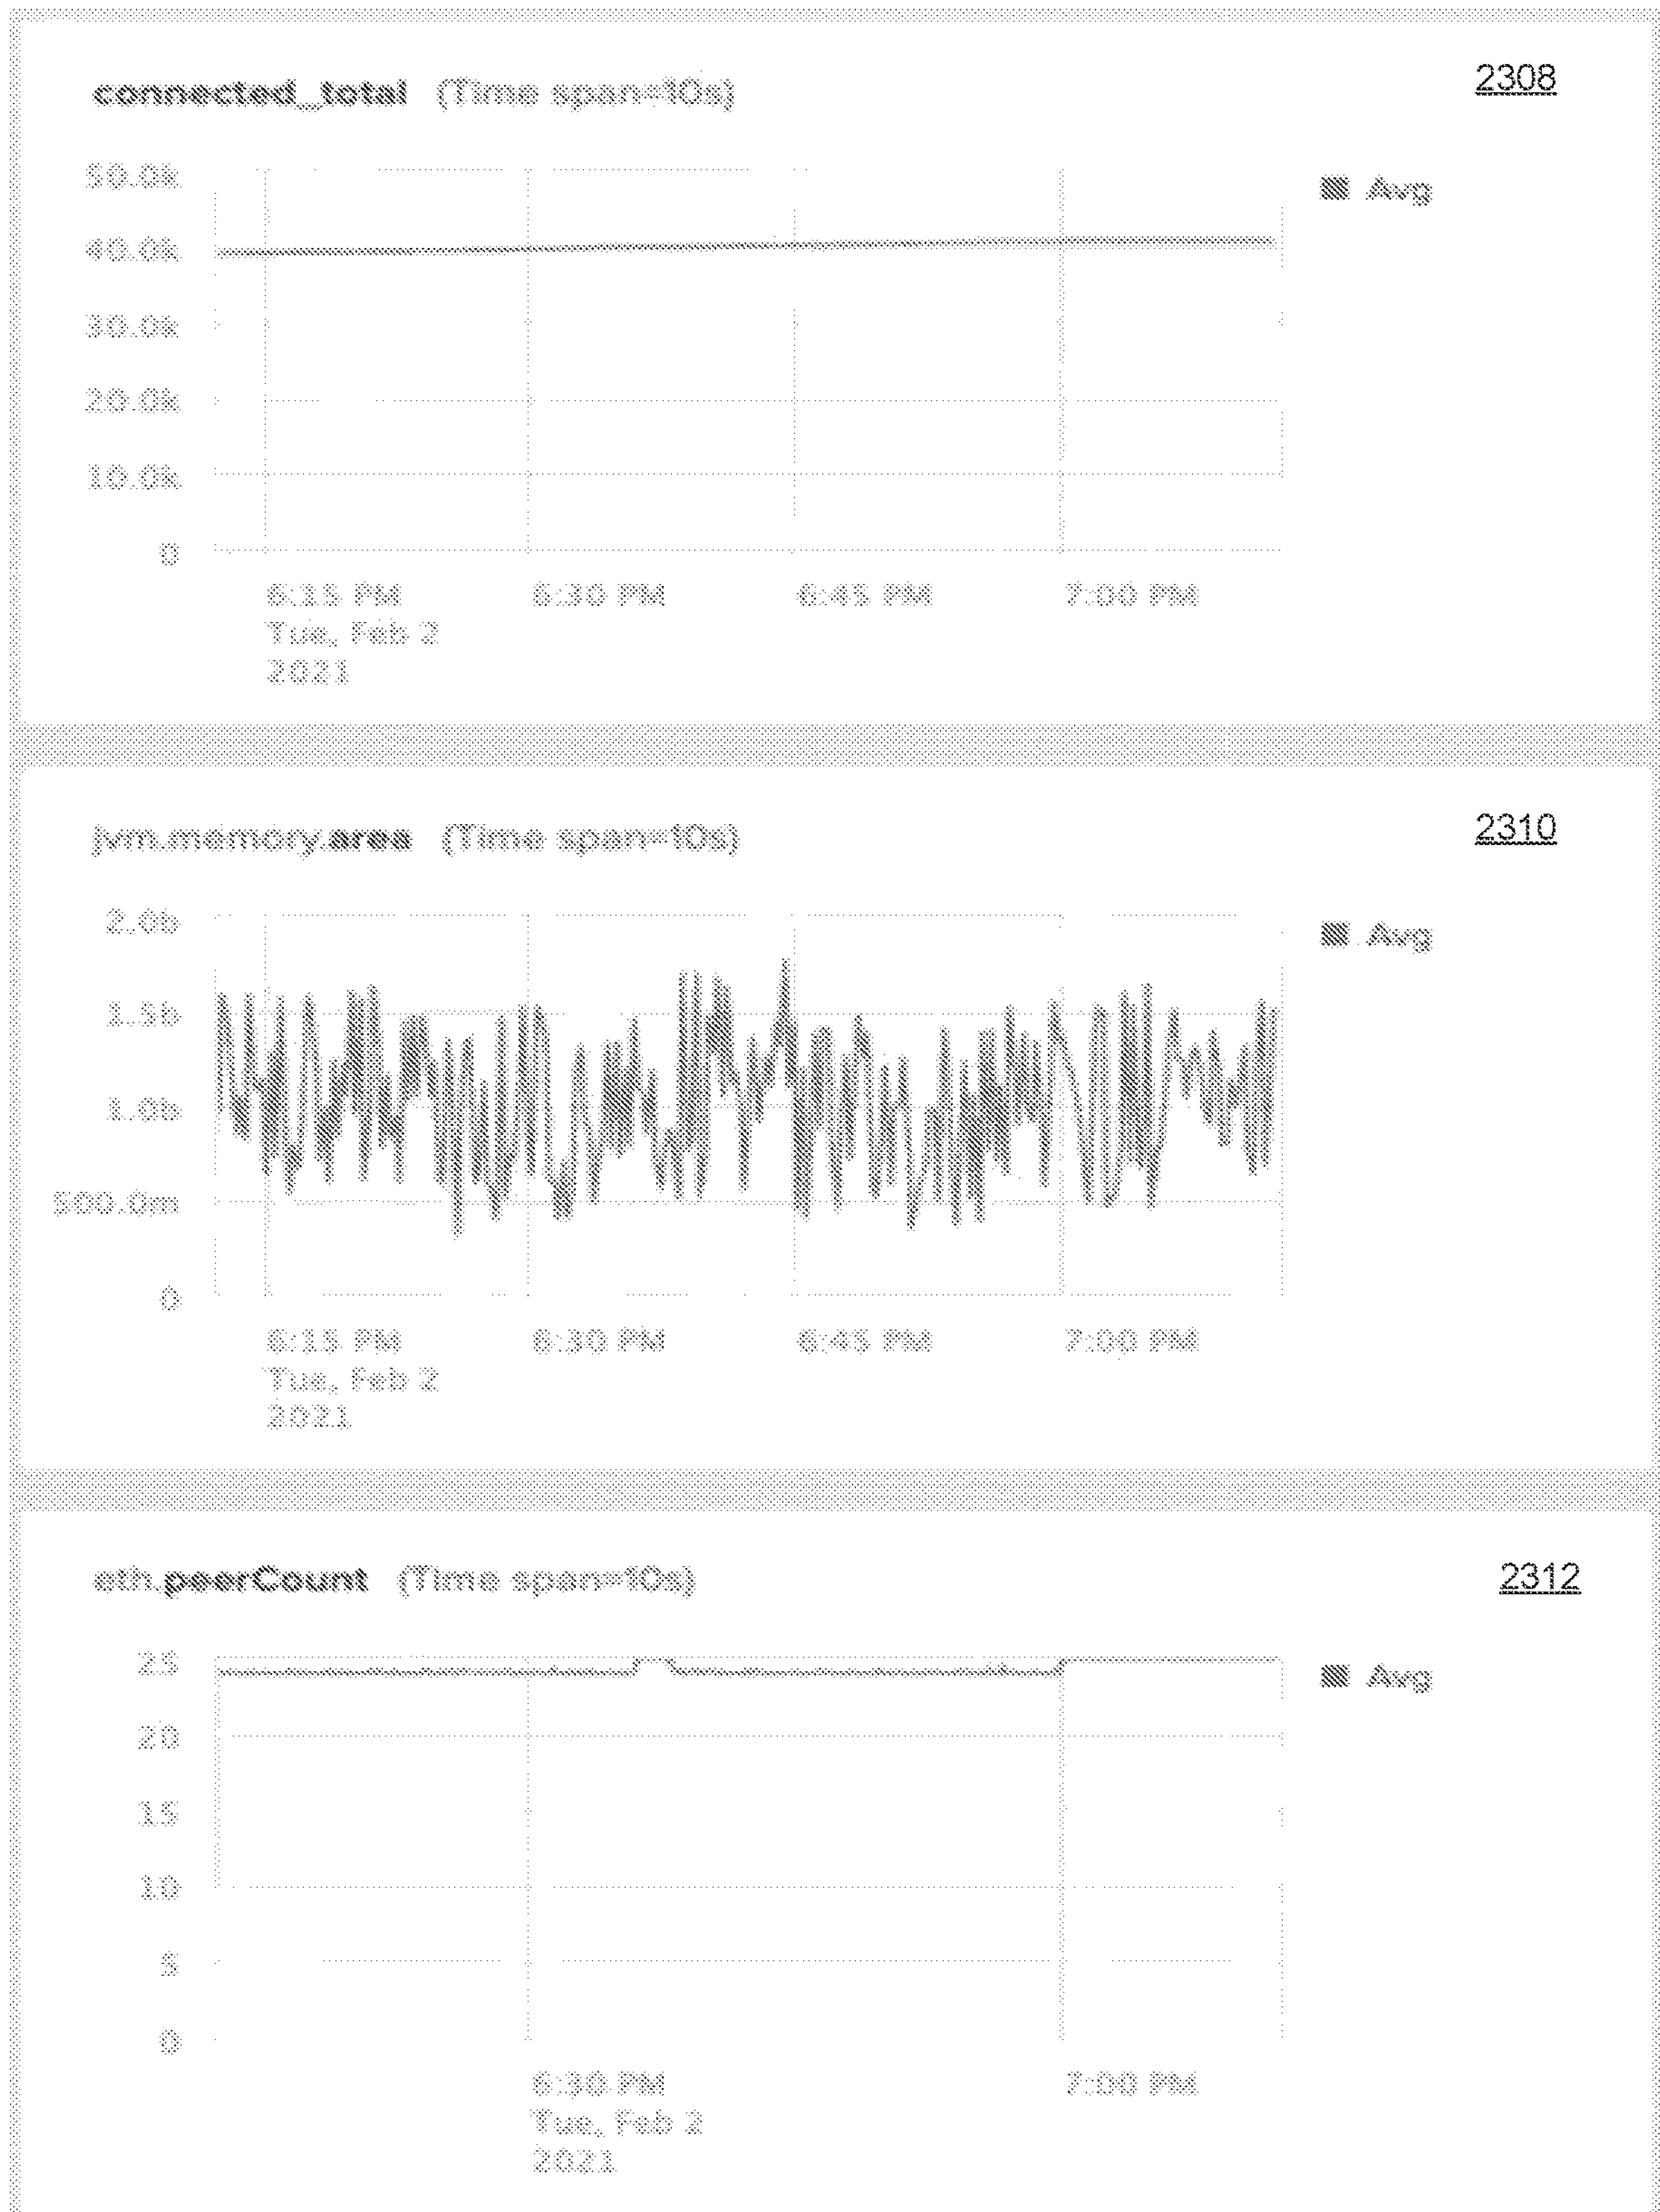 connected_total (Time span=10s) 2308
50.0k
Avg
40.0k
30.0k
20.0k
10.0k
0
6:15 PM 6:30 PM 6:45 PM 7:00 PM
Tue, Feb 2
2021
jvm.memory.area (Time span=10s) 2310
2.0b
Avg
1.5b
1.0b
500.0m
0
6:15 PM 6:30 PM 6:45 PM 7:00 PM
Tue, Feb 2
2021
eth.peerCount (Time span=10s) 2312
25
Avg
20
15
10
5
0
6:30 PM 7:00 PM
Tue, Feb 2
2021